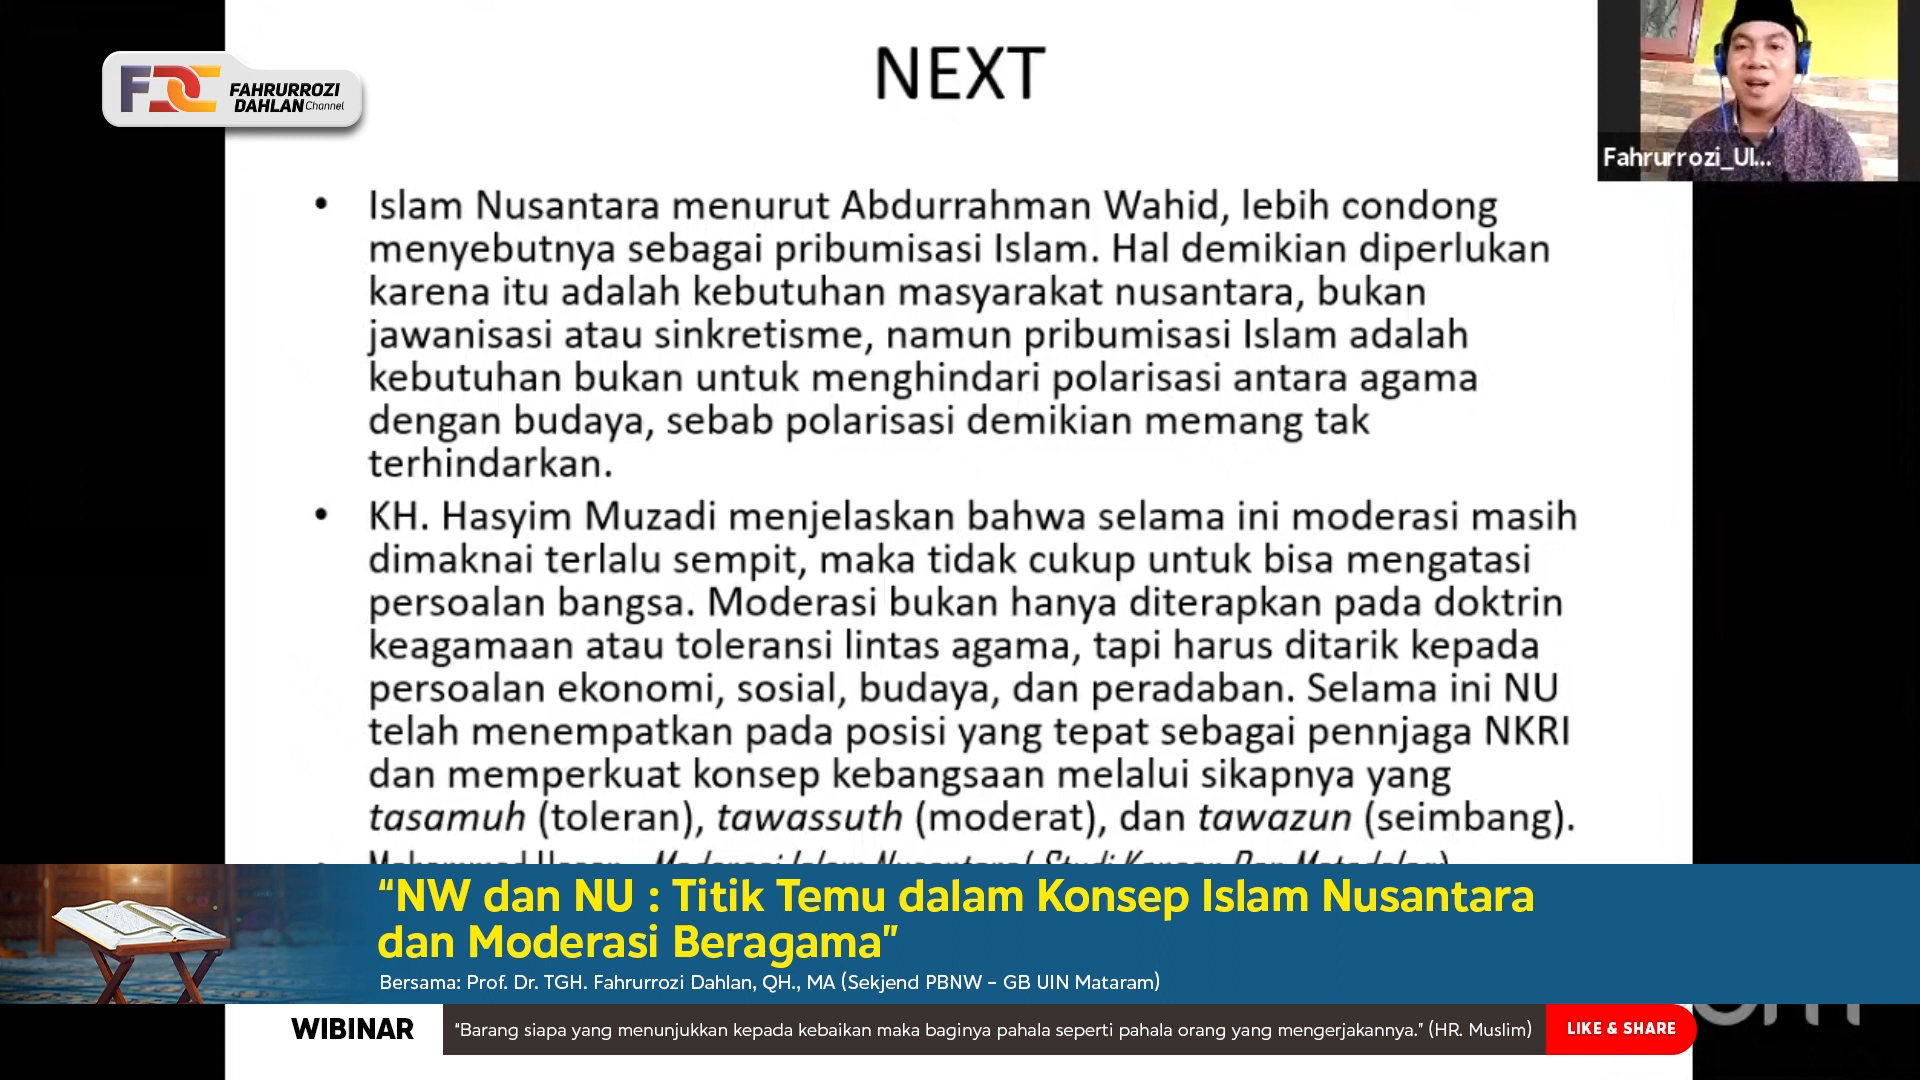 NEXT
FDC FAHRURROZI
DAHLAN Channel
Fahrurrozi_UI...
• Islam Nusantara menurut Abdurrahman Wahid, lebih condong
menyebutnya sebagai pribumisasi Islam. Hal demikian diperlukan
karena itu adalah kebutuhan masyarakat nusantara, bukan
jawanisasi atau sinkretisme, namun pribumisasi Islam adalah
kebutuhan bukan untuk menghindari polarisasi antara agama
dengan budaya, sebab polarisasi demikian memang tak
terhindarkan.
• KH. Hasyim Muzadi menjelaskan bahwa selama ini moderasi masih
dimaknai terlalu sempit, maka tidak cukup untuk bisa mengatasi
persoalan bangsa. Moderasi bukan hanya diterapkan pada doktrin
keagamaan atau toleransi lintas agama, tapi harus ditarik kepada
persoalan ekonomi, sosial, budaya, dan peradaban. Selama ini NU
telah menempatkan pada posisi yang tepat sebagai pennjaga NKRI
dan memperkuat konsep kebangsaan melalui sikapnya yang
tasamuh (toleran), tawassuth (moderat), dan tawazun (seimbang).
“NW dan NU : Titik Temu dalam Konsep Islam Nusantara
dan Moderasi Beragama”
Bersama: Prof. Dr. TGH. Fahrurrozi Dahlan, QH., MA (Sekjend PBNW - GB UIN Mataram)
WIBINAR
“Barang siapa yang menunjukkan kepada kebaikan maka baginya pahala seperti pahala orang yang mengerjakannya.” (HR. Muslim)
LIKE & SHARE